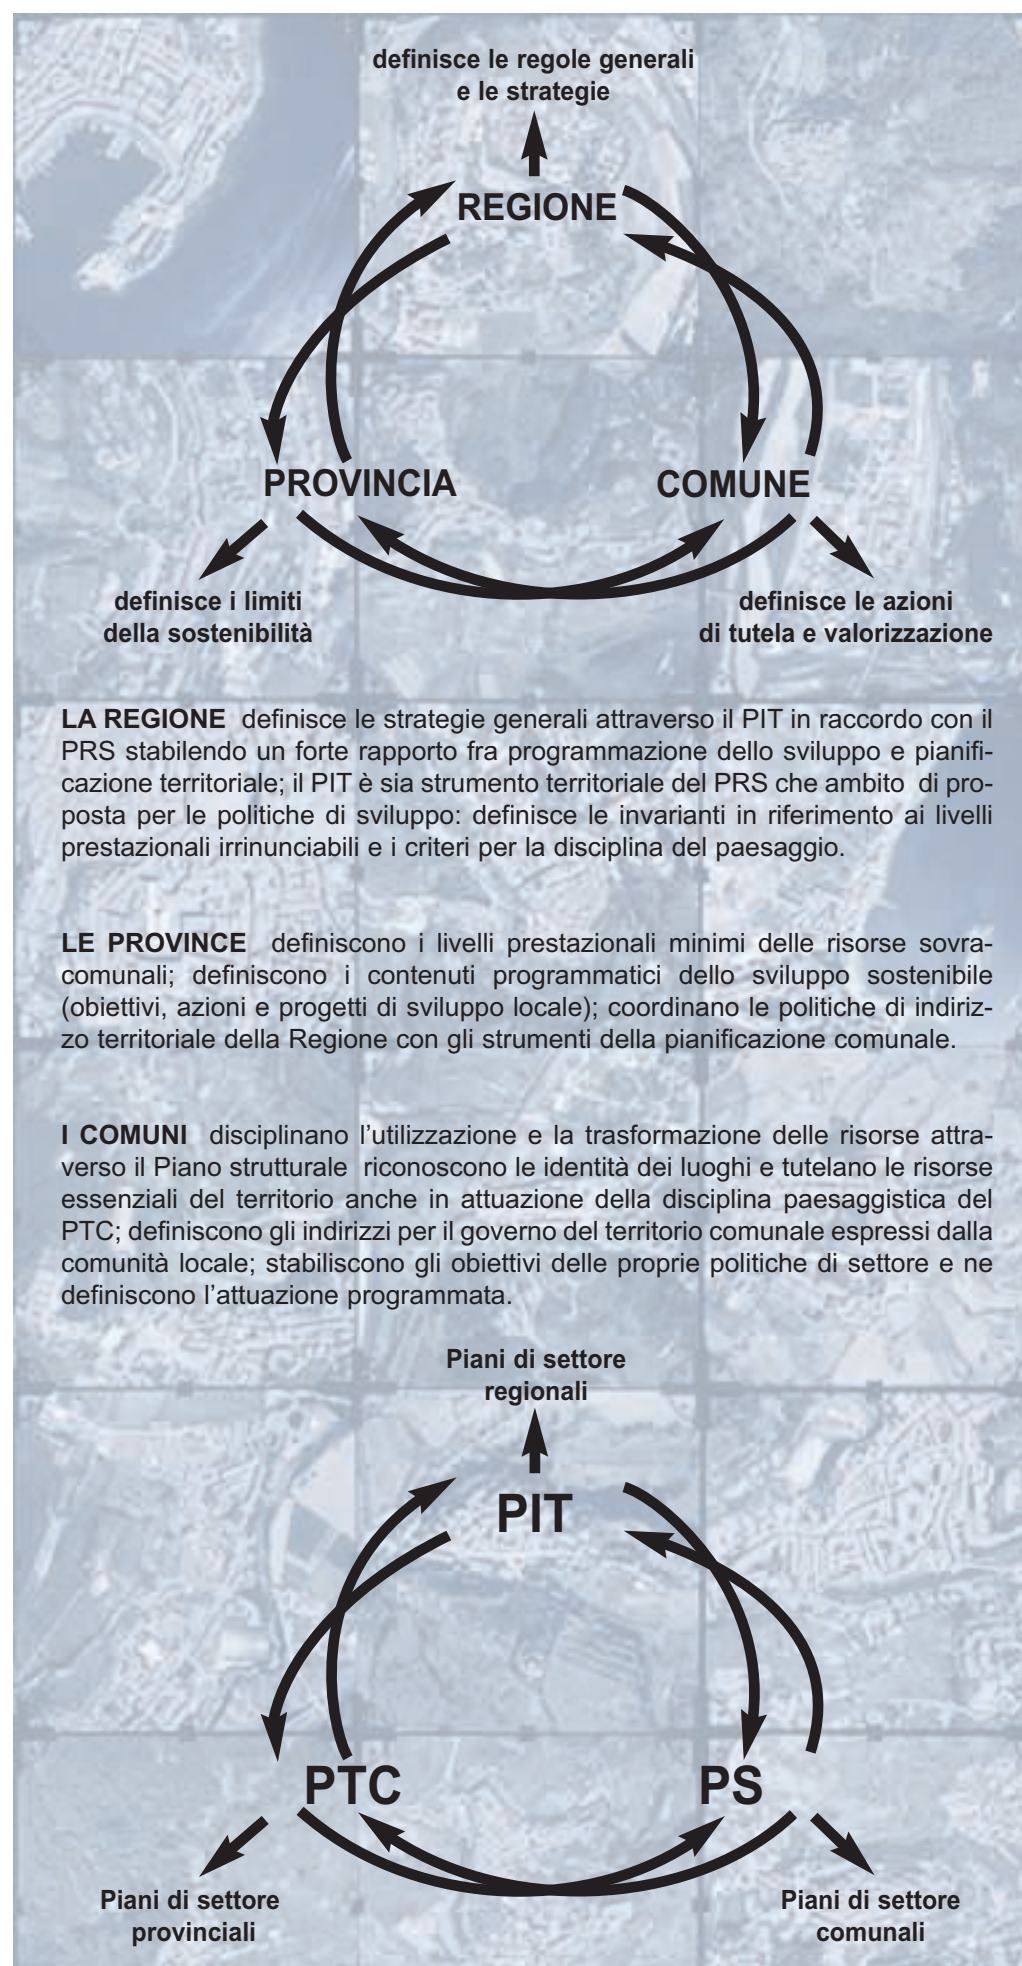 definisce le regole generali
e le strategie
REGIONE
PROVINCIA
COMUNE
definisce i limiti
della sostenibilità
definisce le azioni
di tutela e valorizzazione
LA REGIONE definisce le strategie generali attraverso il PIT in raccordo con il
PRS stabilendo un forte rapporto fra programmazione dello sviluppo e pianifi-
cazione territoriale; il PIT è sia strumento territoriale del PRS che ambito di pro-
posta per le politiche di sviluppo: definisce le invarianti in riferimento ai livelli
prestazionali irrinunciabili e i criteri per la disciplina del paesaggio.
LE PROVINCE definiscono i livelli prestazionali minimi delle risorse sovra-
comunali; definiscono i contenuti programmatici dello sviluppo sostenibile
(obiettivi, azioni e progetti di sviluppo locale); coordinano le politiche di indiriz-
zo territoriale della Regione con gli strumenti della pianificazione comunale.
I COMUNI disciplinano l'utilizzazione e la trasformazione delle risorse attra-
verso il Piano strutturale riconoscono le identità dei luoghi e tutelano le risorse
essenziali del territorio anche in attuazione della disciplina paesaggistica del
PTC; definiscono gli indirizzi per il governo del territorio comunale espressi dalla
comunità locale; stabiliscono gli obiettivi delle proprie politiche di settore e ne
definiscono l'attuazione programmata.
Piani di settore
regionali
PIT
PTC
PS
Piani di settore
provinciali
Piani di settore
comunali